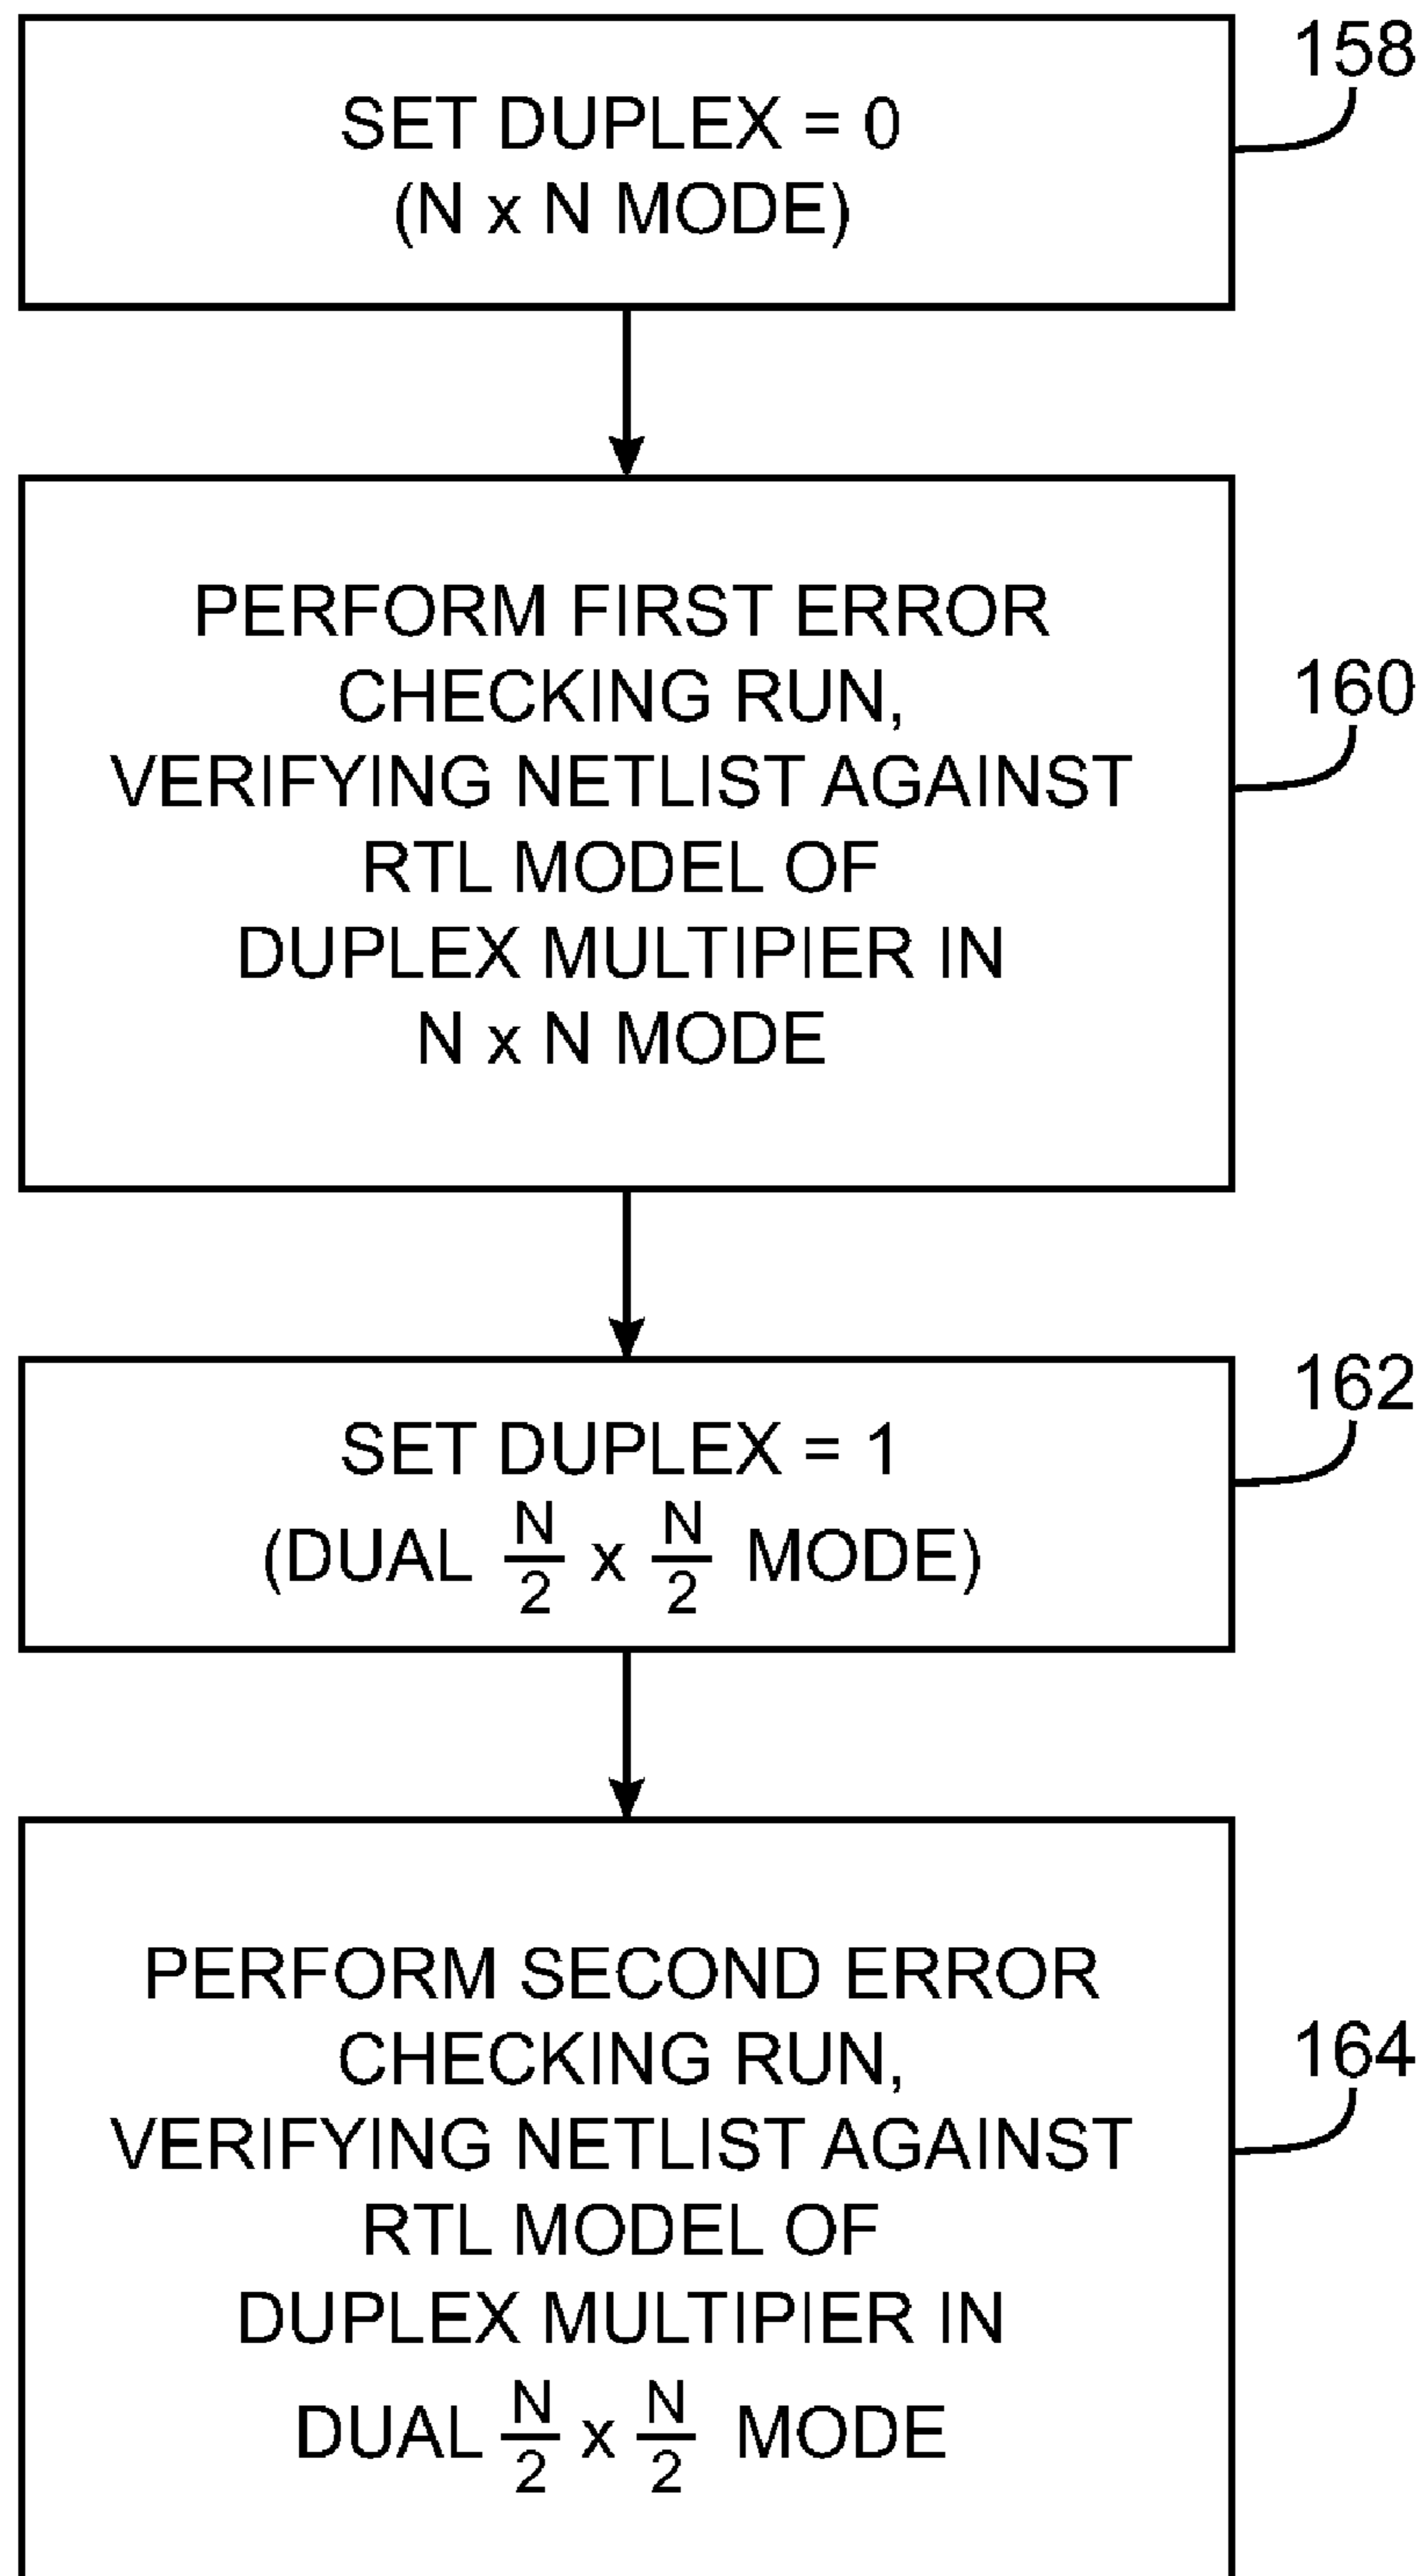 SET DUPLEX = 0
(N x N MODE)
158
PERFORM FIRST ERROR
CHECKING RUN,
VERIFYING NETLIST AGAINST
RTL MODEL OF
DUPLEX MULTIPIER IN
N x N MODE
160
SET DUPLEX = 1
(DUAL N/2 x N/2 MODE)
162
PERFORM SECOND ERROR
CHECKING RUN,
VERIFYING NETLIST AGAINST
RTL MODEL OF
DUPLEX MULTIPIER IN
DUAL N/2 x N/2 MODE
164